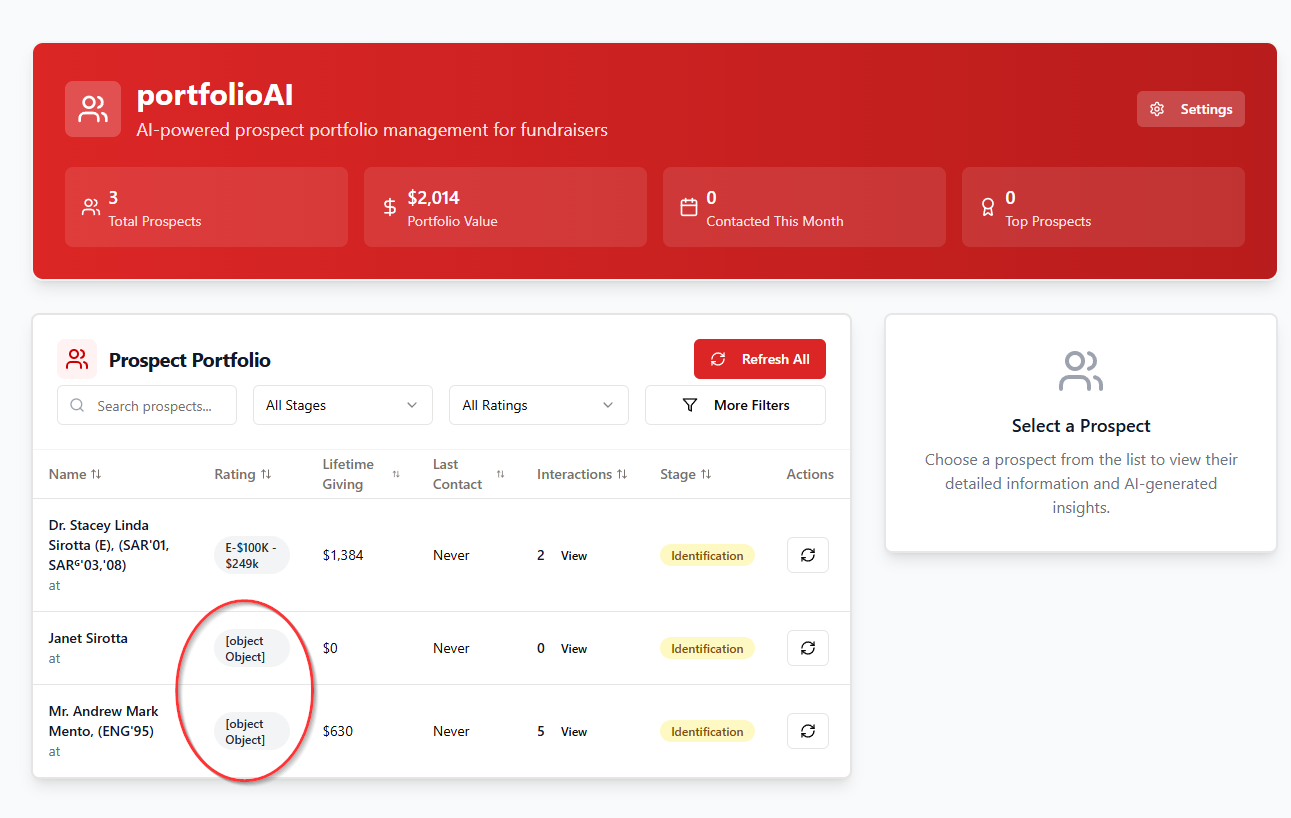 portfolioAI
AI-powered prospect portfolio management for fundraisers
Settings
3
Total Prospects
$2,014
Portfolio Value
0
Contacted This Month
0
Top Prospects
Prospect Portfolio
Refresh All
Search prospects...
All Stages
All Ratings
More Filters
Name
Rating
Lifetime
Giving
Last
Contact
Interactions
Stage
Actions
Dr. Stacey Linda
Sirotta (E), (SAR'01,
SARᴳ'03,'08)
at
E-$100K -
$249k
$1,384
Never
2 View
Identification
Janet Sirotta
at
[object
Object]
$0
Never
0 View
Identification
Mr. Andrew Mark
Mento, (ENG'95)
at
[object
Object]
$630
Never
5 View
Identification
Select a Prospect
Choose a prospect from the list to view their
detailed information and AI-generated
insights.